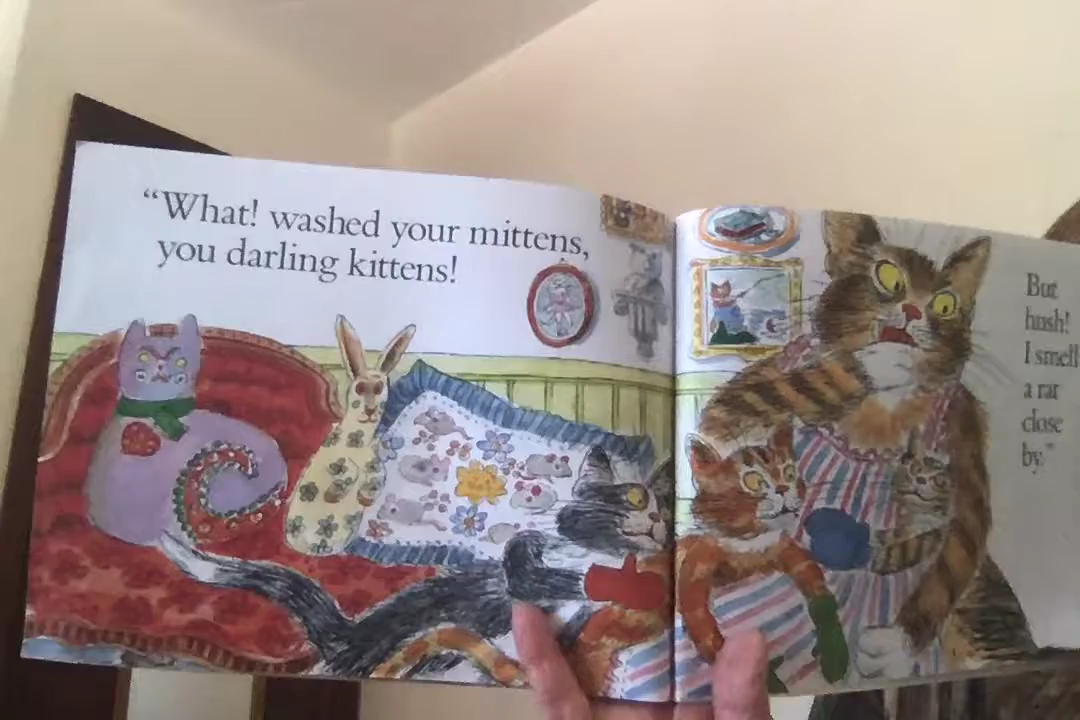 “What! washed your mittens,
you darling kittens!
But
hush!
I smell
a rat
close
by.”